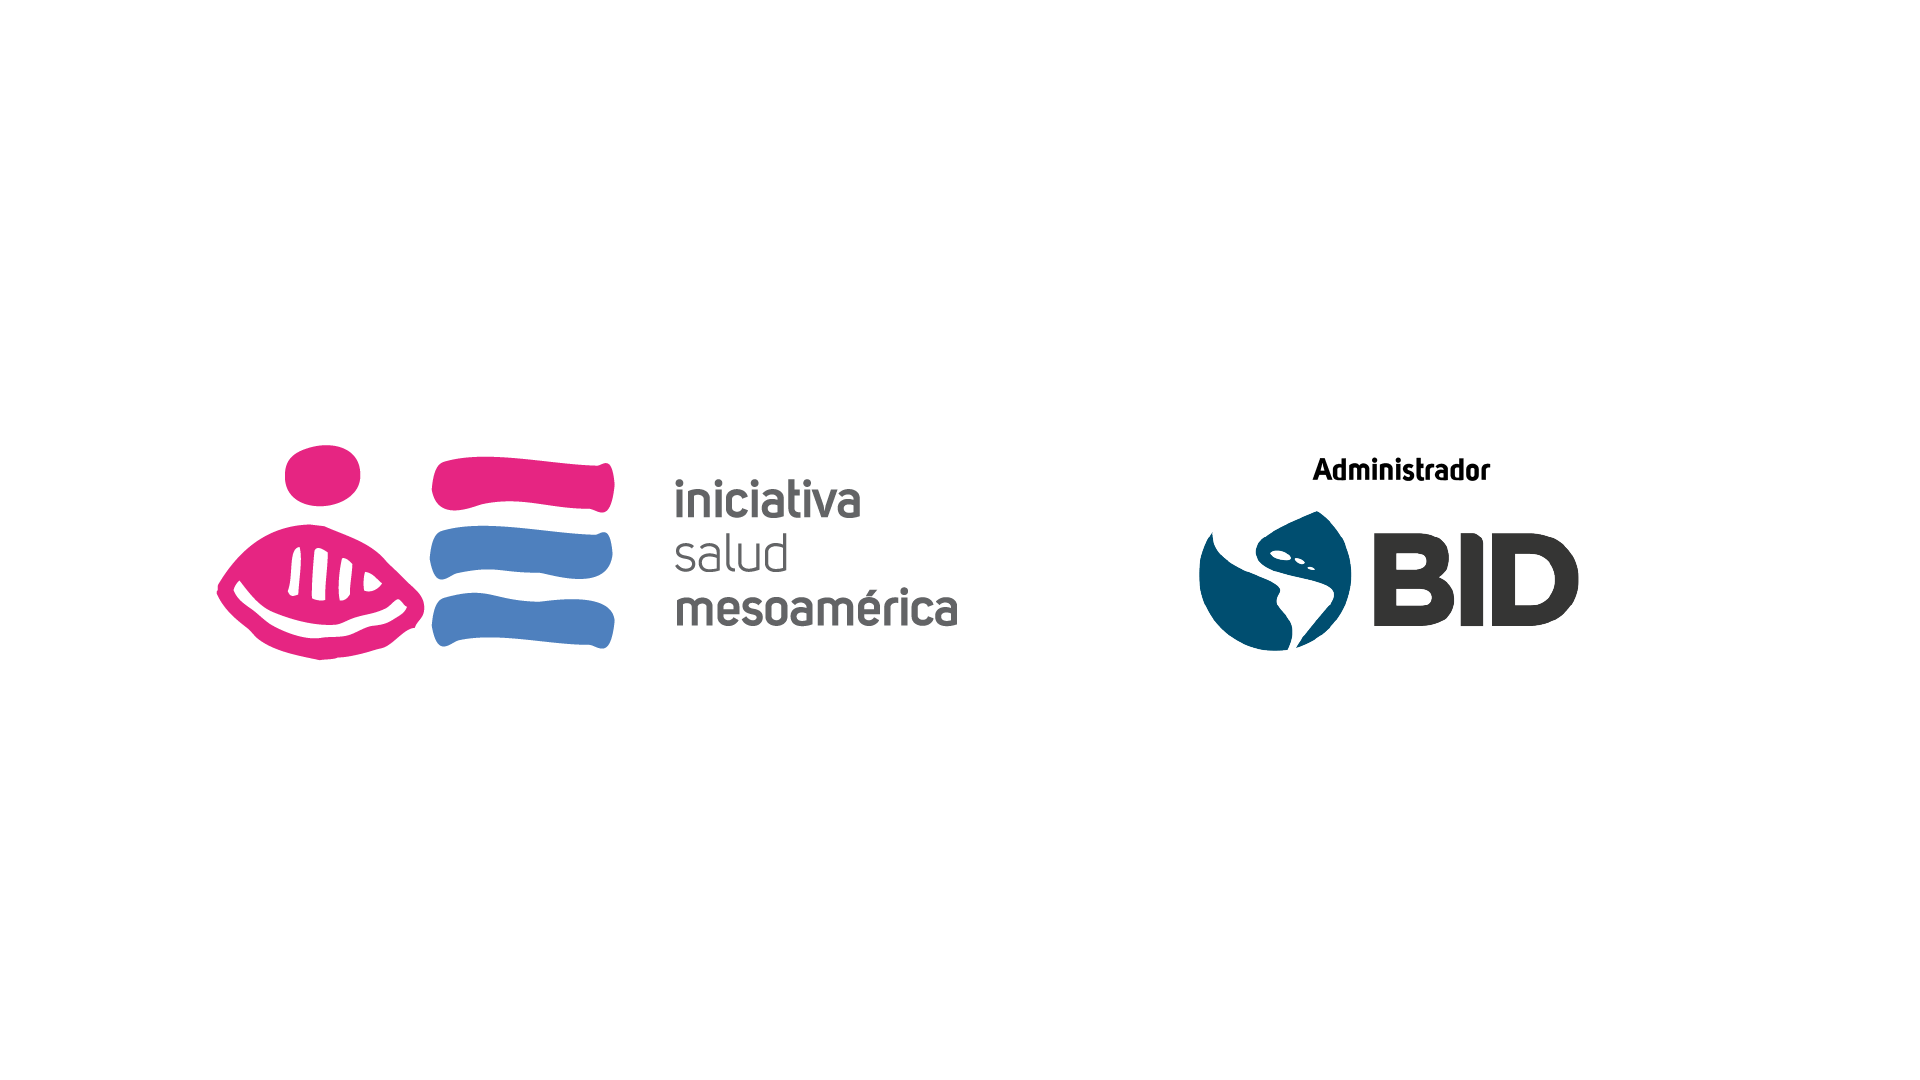 iniciativa
salud
mesoamérica
Administrador
BID